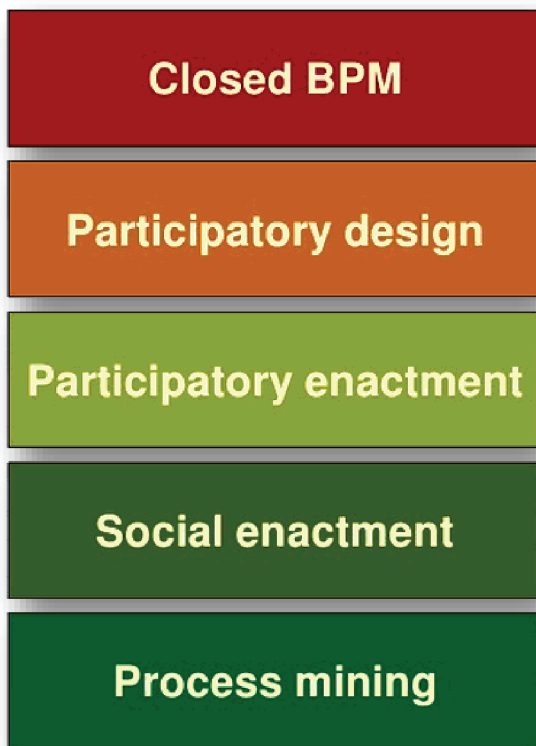 Closed BPM
Participatory design
Participatory enactment
Social enactment
Process mining